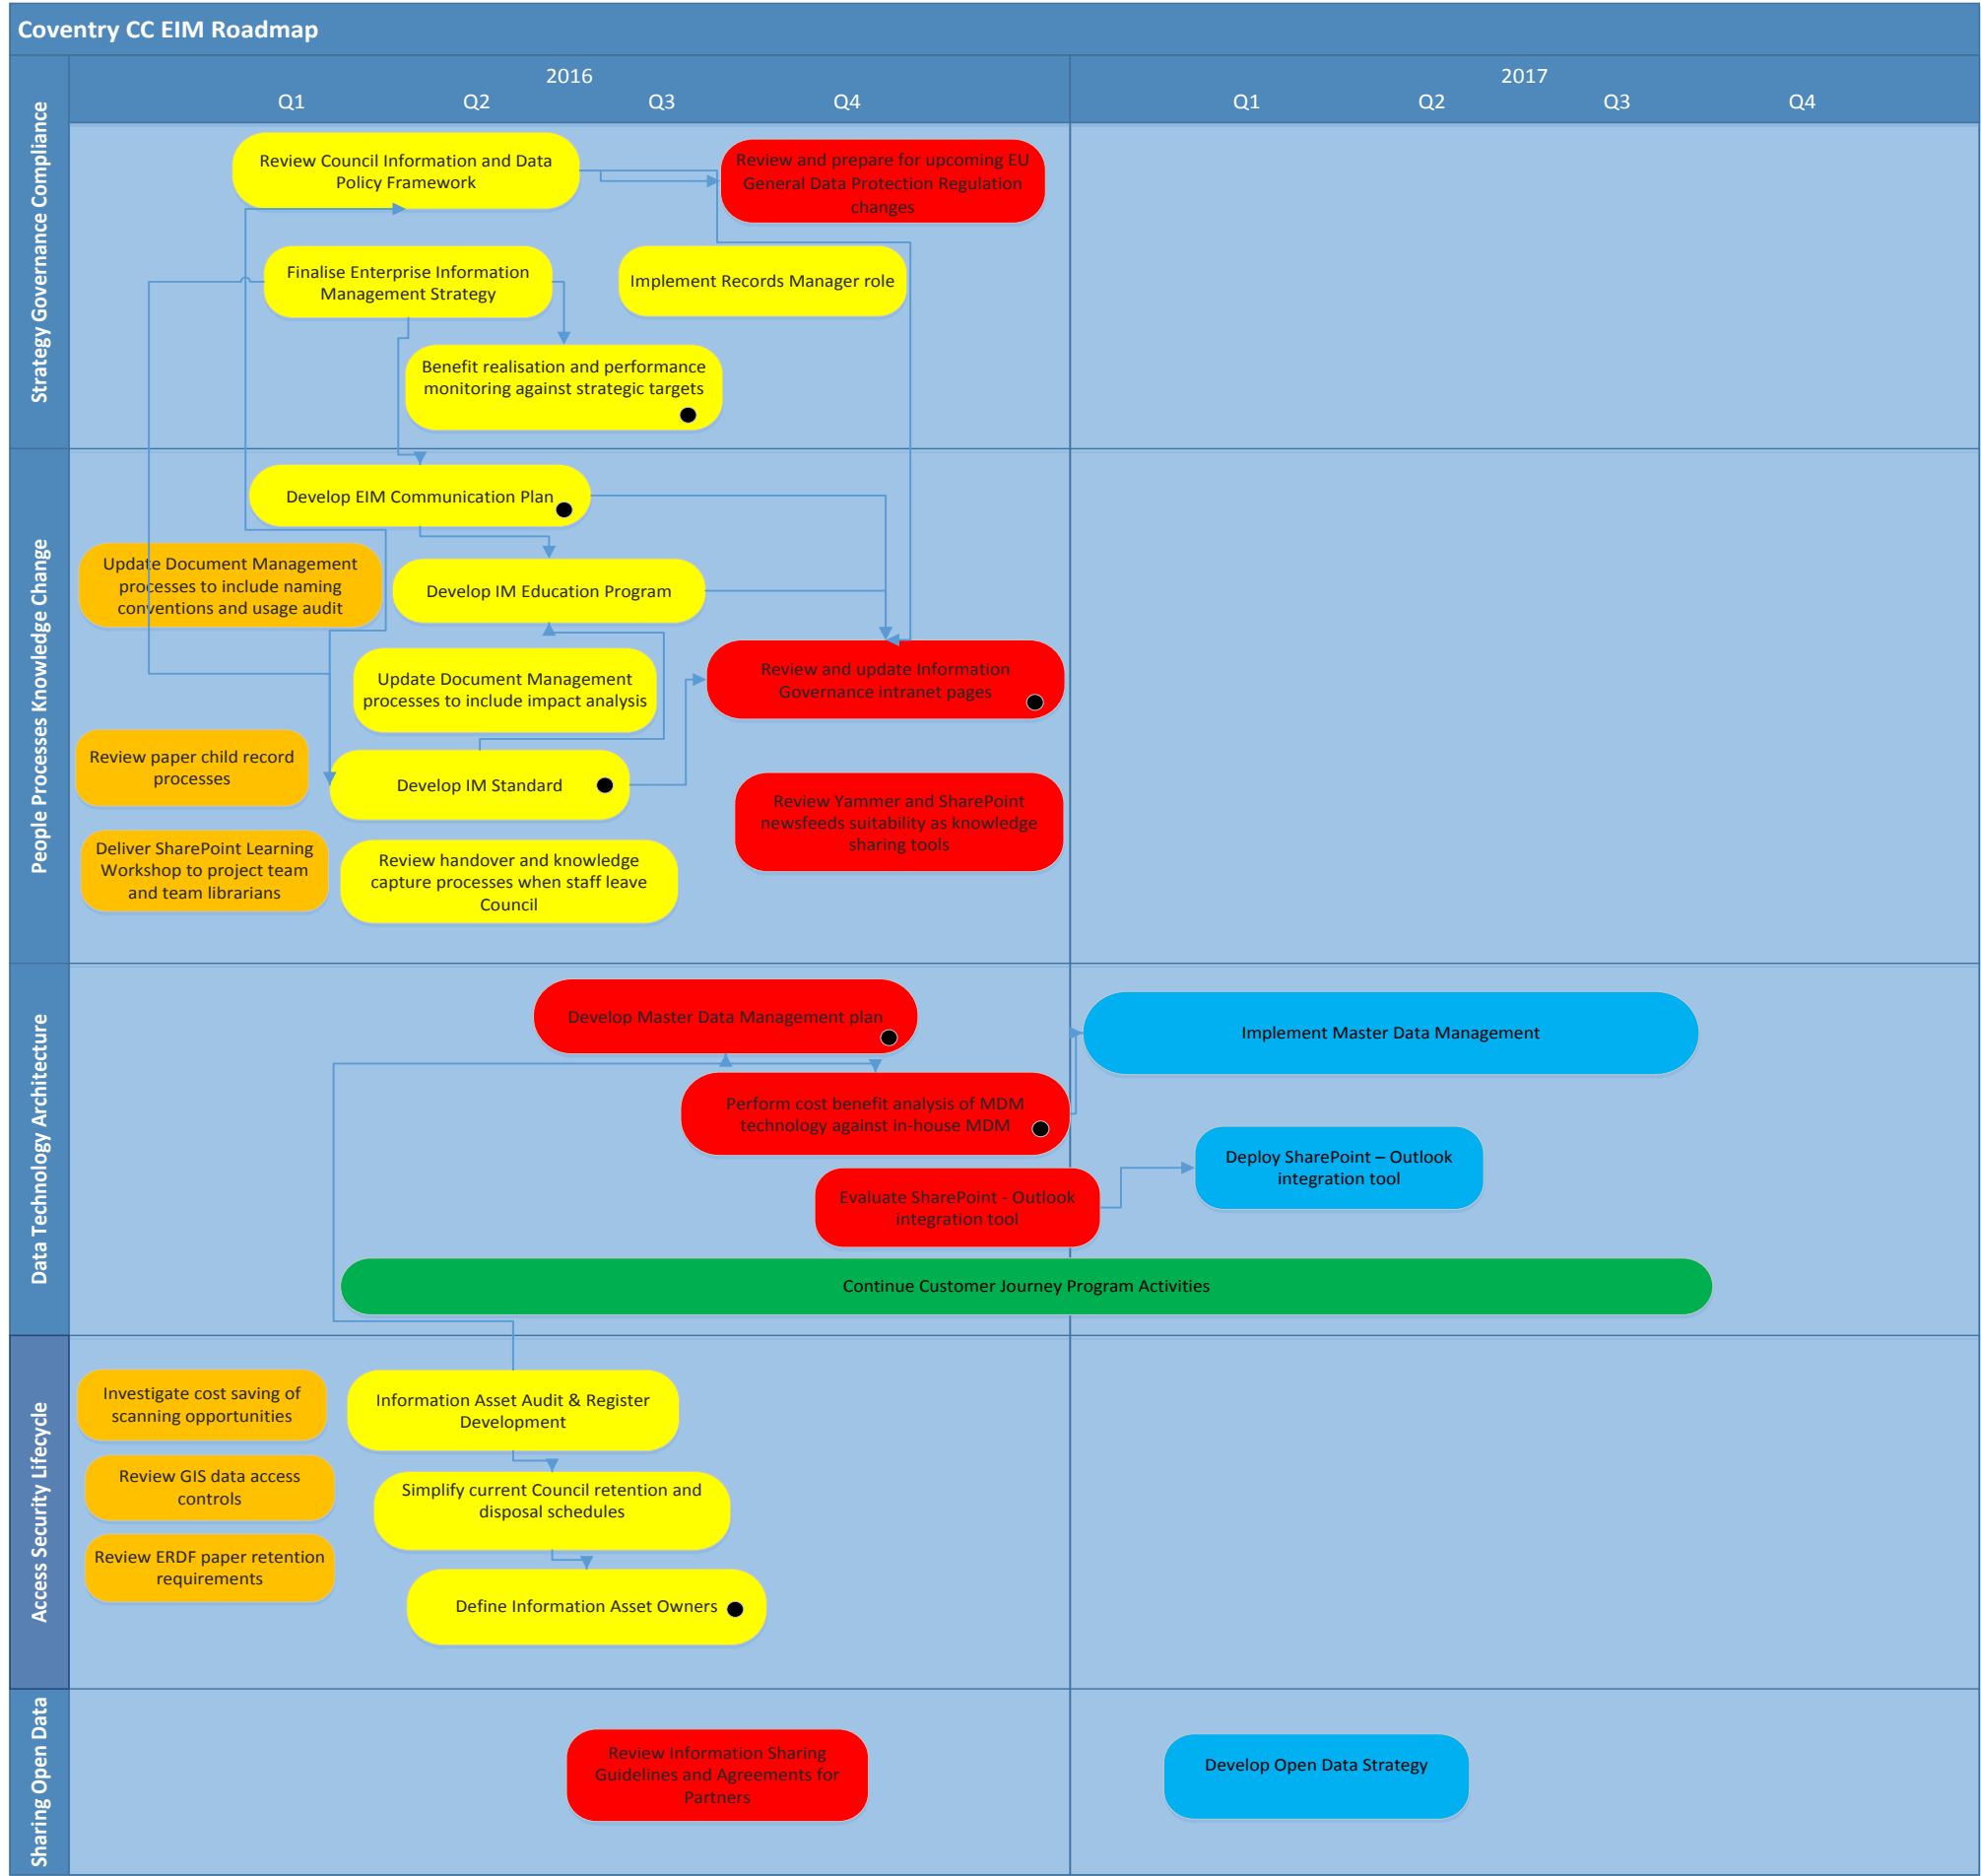 Coventry CC EIM Roadmap
2016
2017
Q1 Q2 Q3 Q4
Q1 Q2 Q3 Q4
Strategy Governance Compliance
Review Council Information and Data
Policy Framework
Review and prepare for upcoming EU
General Data Protection Regulation
changes
Finalise Enterprise Information
Management Strategy
Implement Records Manager role
Benefit realisation and performance
monitoring against strategic targets
People Processes Knowledge Change
Develop EIM Communication Plan
Update Document Management
processes to include naming
conventions and usage audit
Develop IM Education Program
Update Document Management
processes to include impact analysis
Review and update Information
Governance intranet pages
Review paper child record
processes
Develop IM Standard
Review Yammer and SharePoint
newsfeeds suitability as knowledge
sharing tools
Deliver SharePoint Learning
Workshop to project team
and team librarians
Review handover and knowledge
capture processes when staff leave
Council
Data Technology Architecture
Develop Master Data Management plan
Implement Master Data Management
Perform cost benefit analysis of MDM
technology against in-house MDM
Deploy SharePoint – Outlook
integration tool
Evaluate SharePoint - Outlook
integration tool
Continue Customer Journey Program Activities
Access Security Lifecycle
Investigate cost saving of
scanning opportunities
Information Asset Audit & Register
Development
Review GIS data access
controls
Simplify current Council retention and
disposal schedules
Review ERDF paper retention
requirements
Define Information Asset Owners
Sharing Open Data
Review Information Sharing
Guidelines and Agreements for
Partners
Develop Open Data Strategy